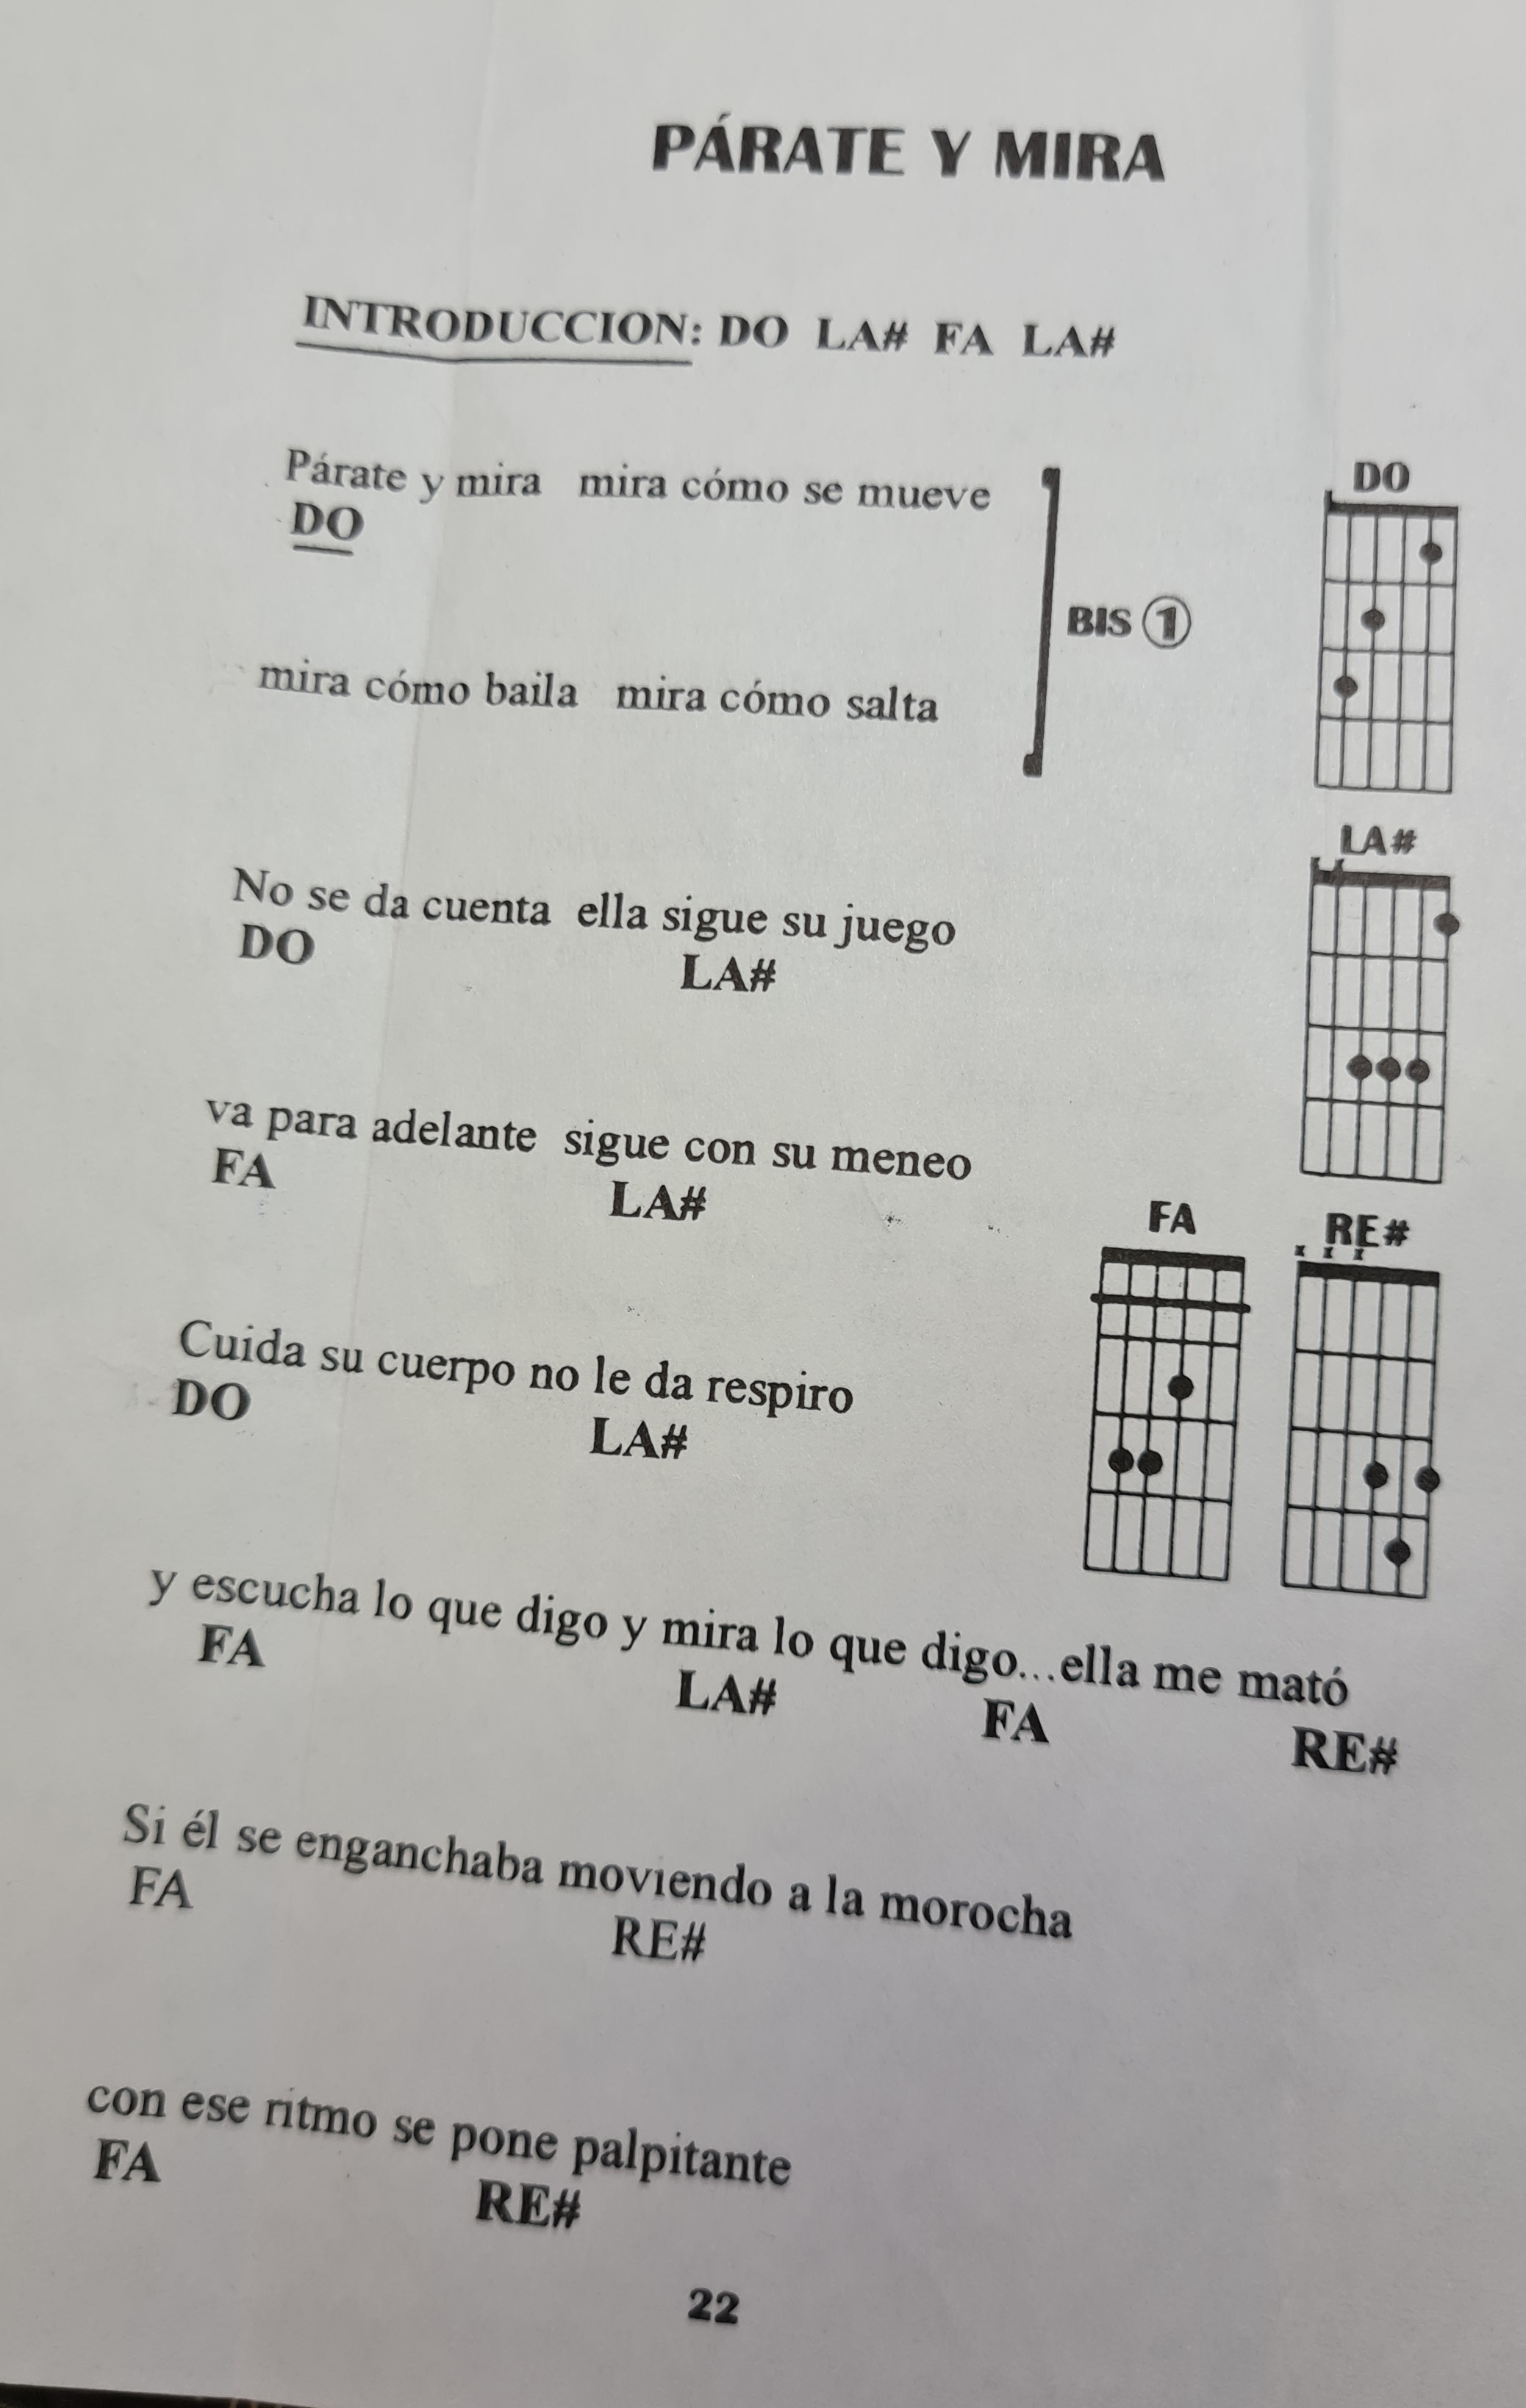 PÁRATE Y MIRA
INTRODUCCION: DO LA# FA LA#
Párate y mira mira cómo se mueve
DO
BIS 1
mira cómo baila mira cómo salta
No se da cuenta ella sigue su juego
DO LA#
va para adelante sigue con su meneo
FA LA#
Cuida su cuerpo no le da respiro
DO LA#
y escucha lo que digo y mira lo que digo...ella me mató
FA LA# FA RE#
Si él se enganchaba moviendo a la morocha
FA RE#
con ese ritmo se pone palpitante
FA RE#
DO
LA#
FA RE#
x x x
22